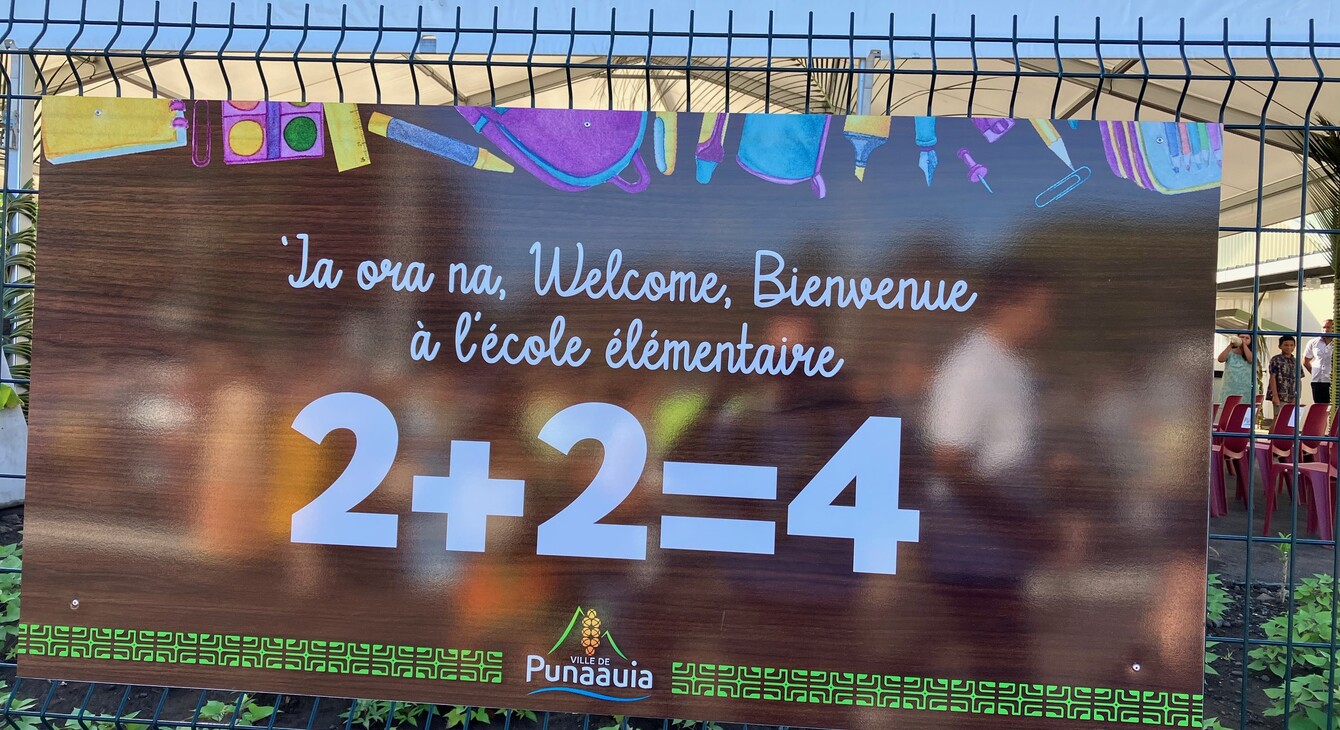 'Ia ora na, Welcome, Bienvenue
à l'école élémentaire
2+2=4
VILLE DE
Punaauia